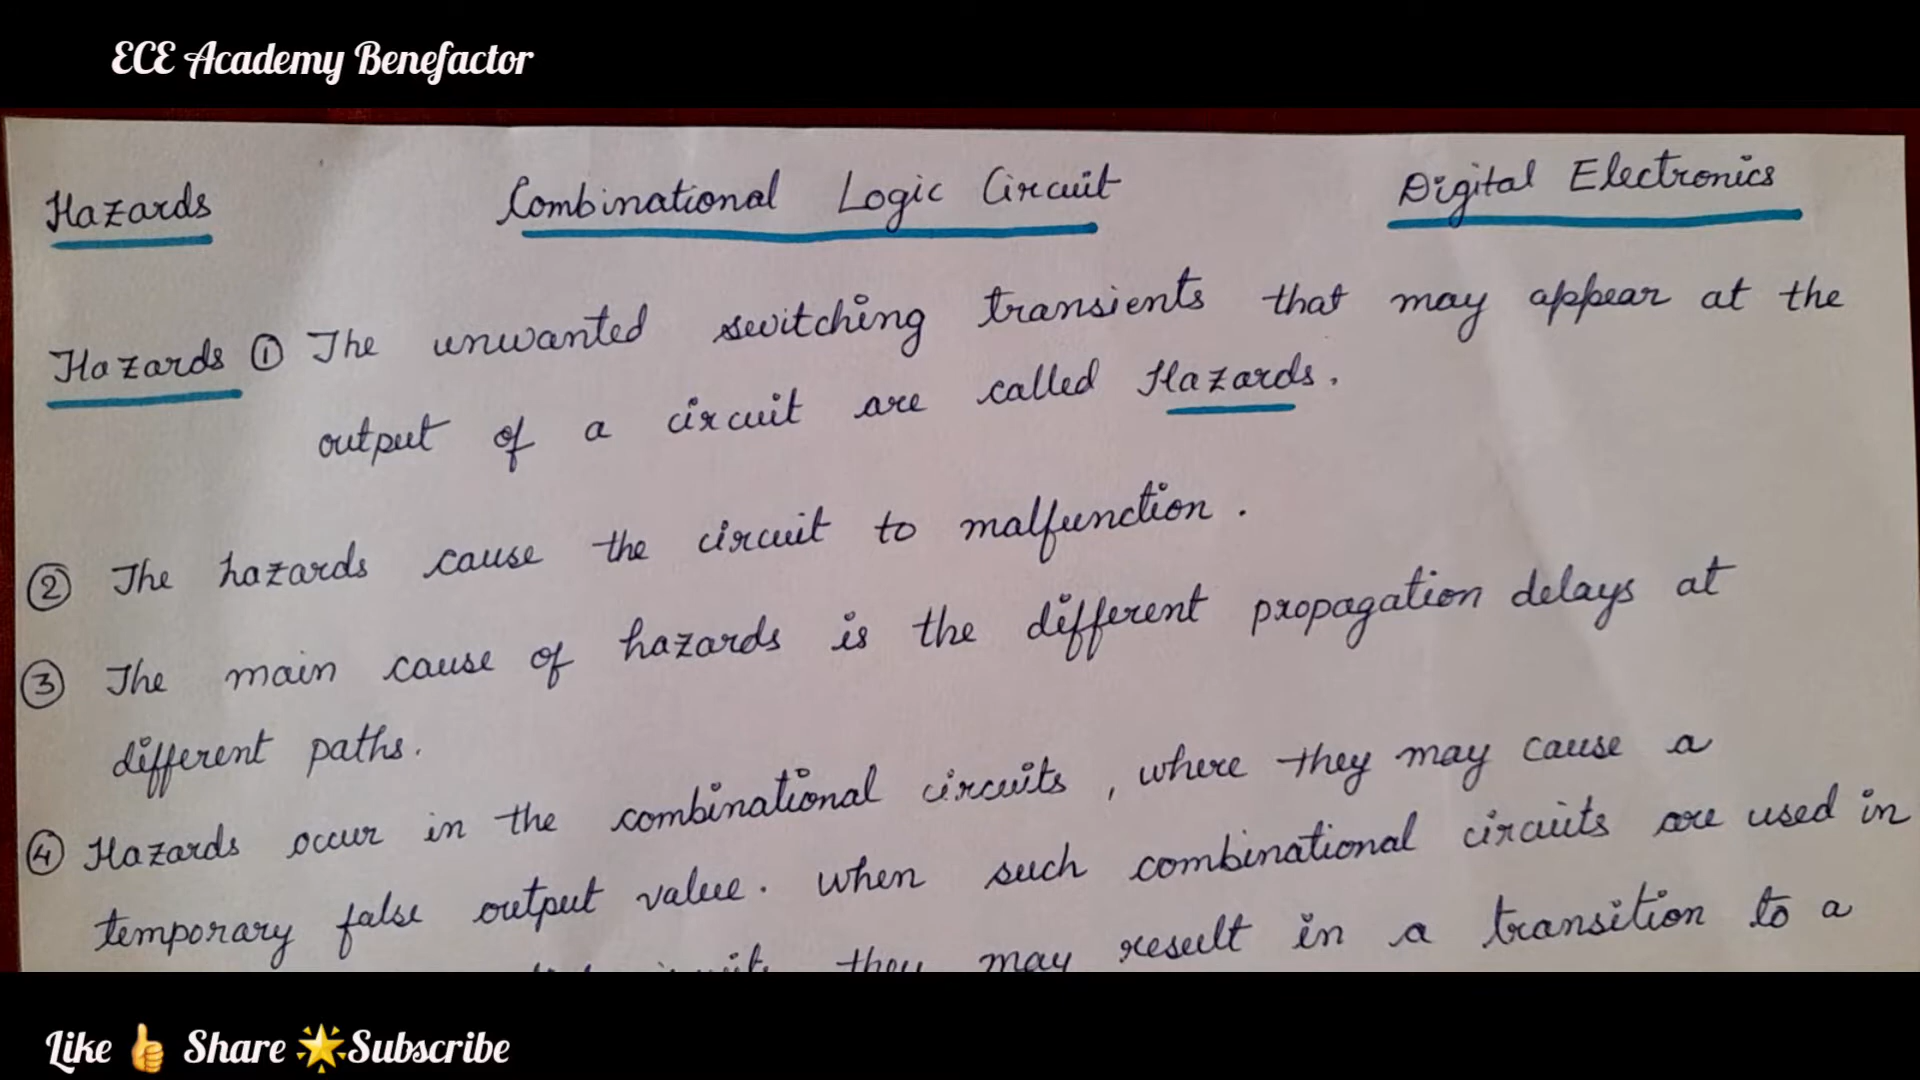 ECE Academy Benefactor
Hazards Combinational Logic Circuit Digital Electronics
Hazards ① The unwanted switching transients that may appear at the
output of a circuit are called Hazards.
② The hazards cause the circuit to malfunction.
③ The main cause of hazards is the different propagation delays at
different paths.
④ Hazards occur in the combinational circuits, where they may cause a
temporary false output value. When such combinational circuits are used in
they may result in a transition to a
Like 👍 Share 🌟Subscribe